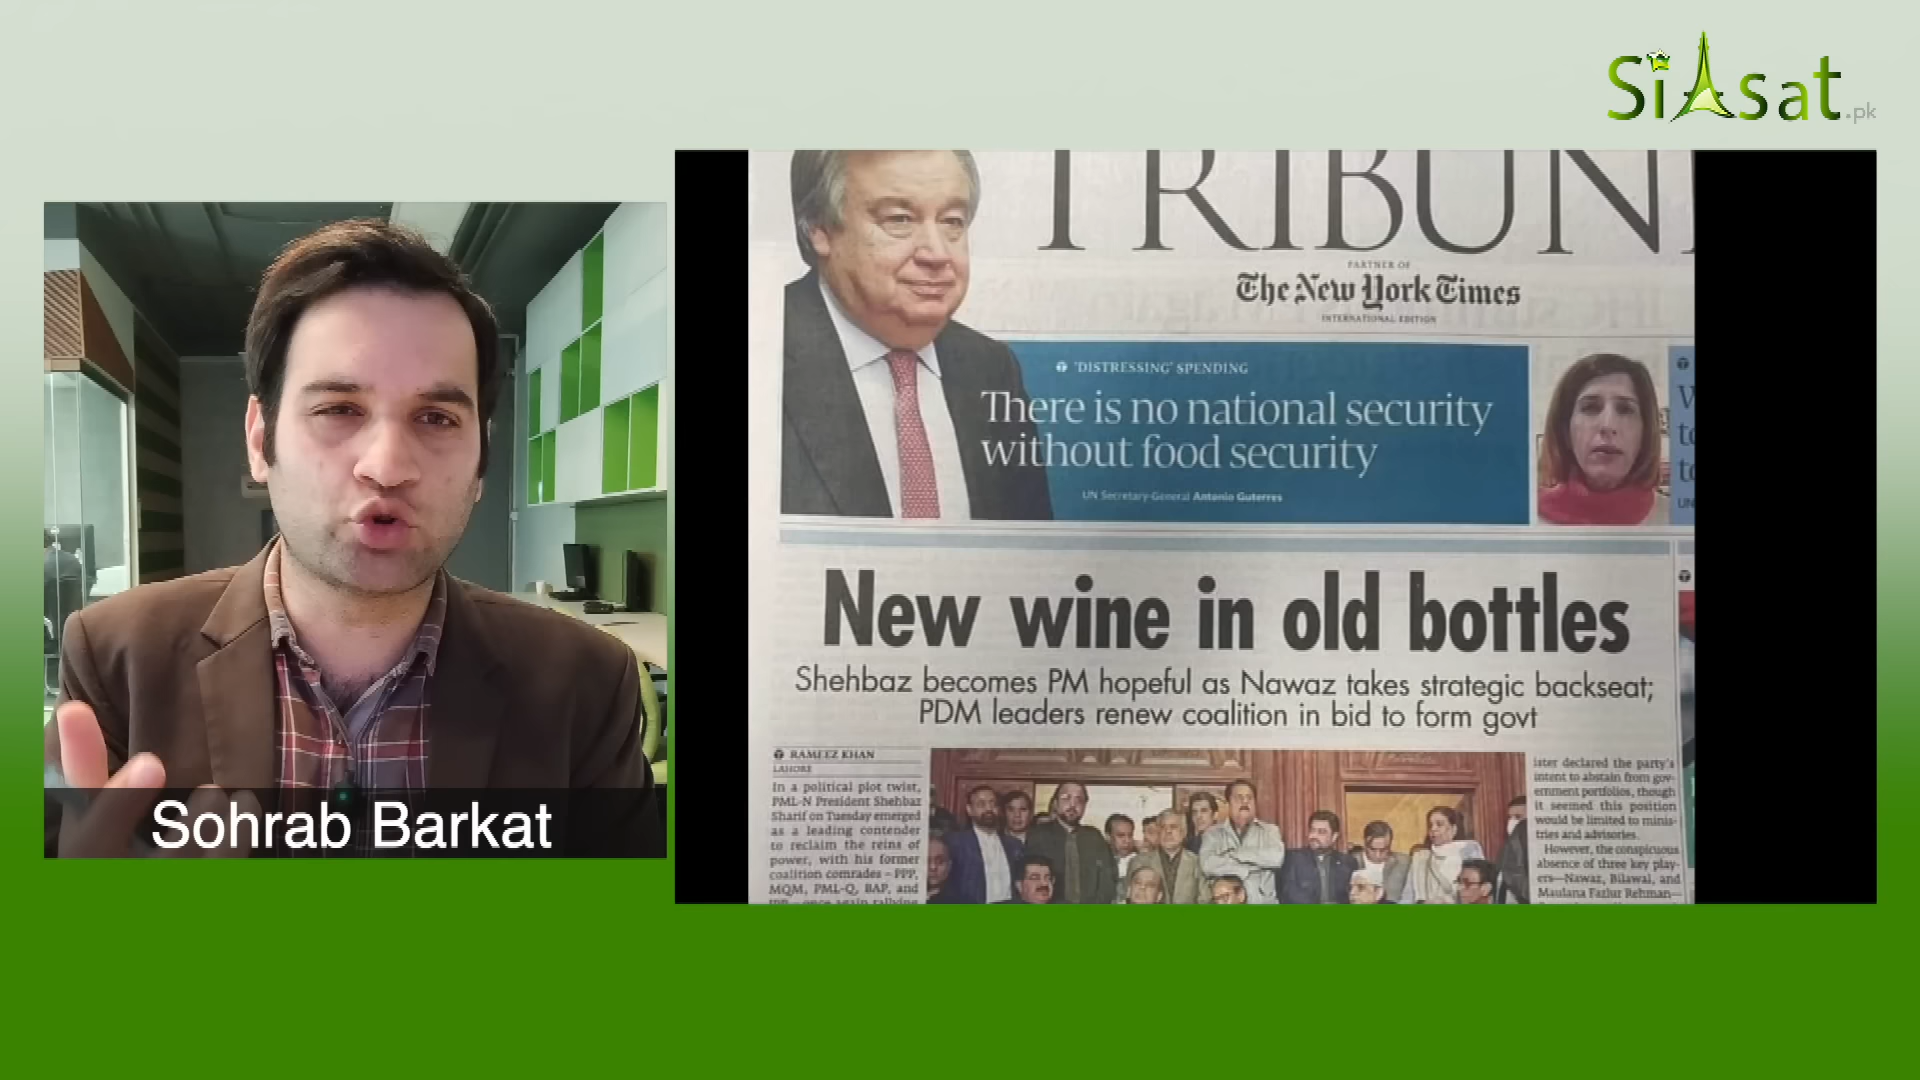 SiAsat.pk
Sohrab Barkat
TRIBUN
PARTNER OF
The New York Times
INTERNATIONAL EDITION
'DISTRESSING' SPENDING
There is no national security
without food security
UN Secretary-General Antonio Guterres
W
to
to
UN
New wine in old bottles
Shehbaz becomes PM hopeful as Nawaz takes strategic backseat;
PDM leaders renew coalition in bid to form govt
RAMEEZ KHAN
LAHORE
In a political plot twist,
PML-N President Shehbaz
Sharif on Tuesday emerged
as a leading contender
to reclaim the reins of
power, with his former
coalition comrades – PPP,
MQM, PML-Q, BAP, and
once again rallying
ister declared the party's
intent to abstain from gov-
ernment portfolios, though
it seemed this position
would be limited to minis-
tries and advisories.
However, the conspicuous
absence of three key play-
ers—Nawaz, Bilawal, and
Maulana Fazlur Rehman—